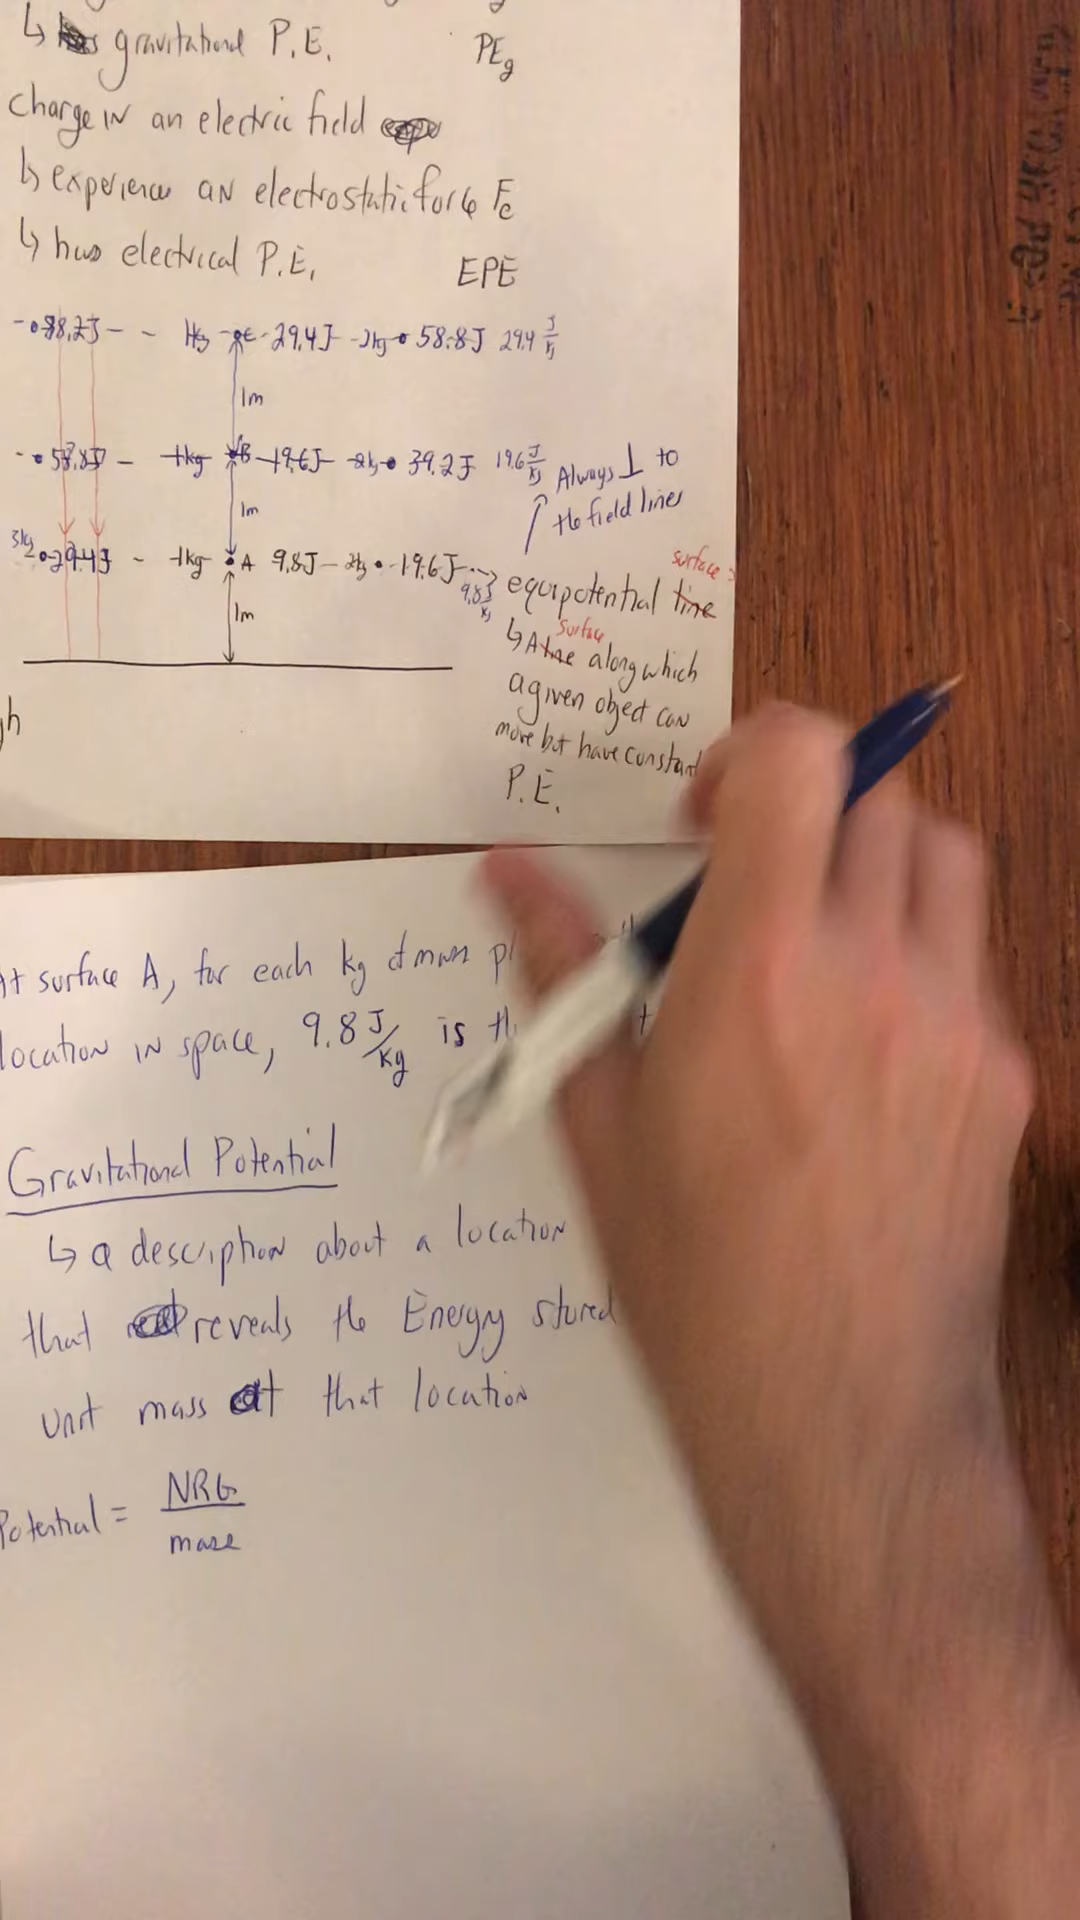 ↳ gravitational P.E. PEg
charge in an electric field
↳ experience an electrostatic force Fe
↳ has electrical P.E. EPE
-•88.2J- - 1kg •C -29.4J -2kg• 58.8J 29.4 J/kg
1m
-•58.8J - 1kg •B -19.6J- 2kg• 39.2J 19.6 J/kg
Always ⊥ to
the field lines
1m
3kg •29.4J - 1kg •A 9.8J- 2kg• -19.6J
9.8 J/kg
surface
equipotential line
1m
surface
↳ A line along which
a given object can
move but have constant
P.E.
gh
At surface A, for each kg of mass
location in space, 9.8 J/kg is
Gravitational Potential
↳ a description about a location
that reveals the Energy stored
unit mass at that location
Potential = NRG
mass